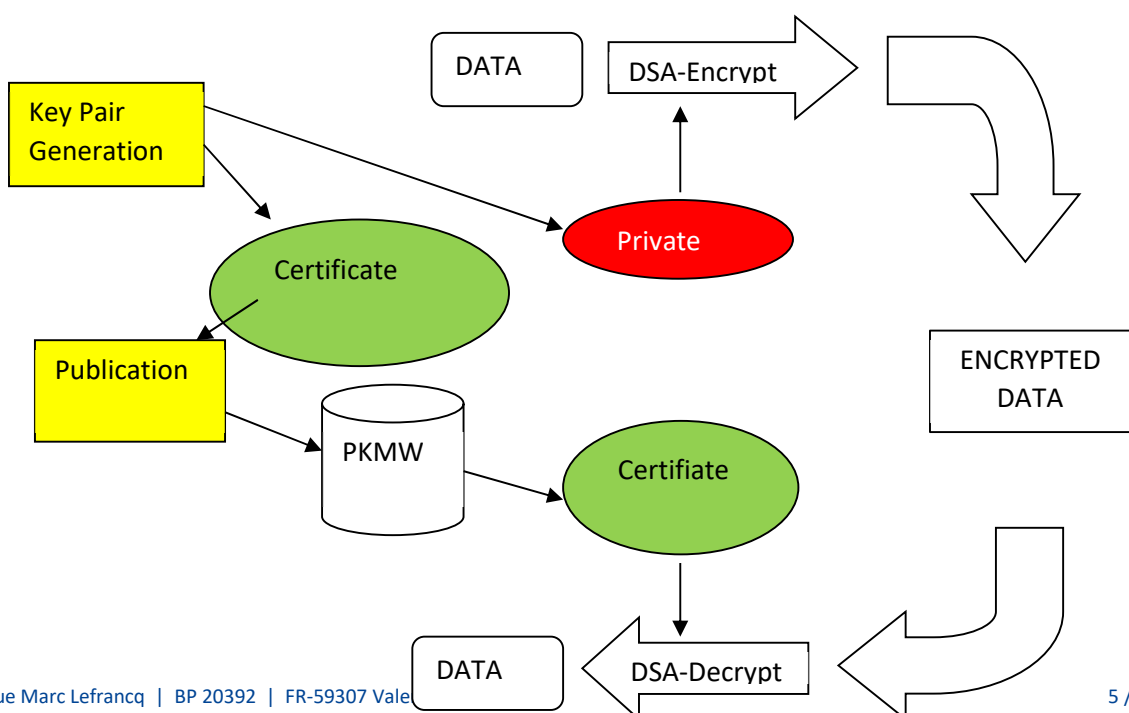 DATA
DSA-Encrypt
Key Pair
Generation
Private
Certificate
Publication
ENCRYPTED
DATA
PKMW
Certifiate
DATA
DSA-Decrypt
ue Marc Lefrancq | BP 20392 | FR-59307 Vale
5 /